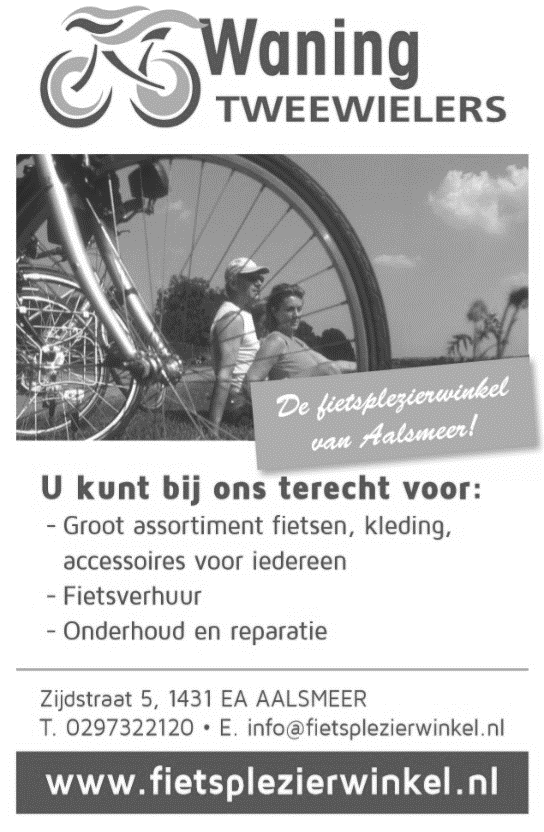 Waning
TWEEWIELERS
De fietsplezierwinkel
van Aalsmeer!
U kunt bij ons terecht voor:
- Groot assortiment fietsen, kleding,
accessoires voor iedereen
- Fietsverhuur
- Onderhoud en reparatie
Zijdstraat 5, 1431 EA AALSMEER
T. 0297322120 • E. info@fietsplezierwinkel.nl
www.fietsplezierwinkel.nl